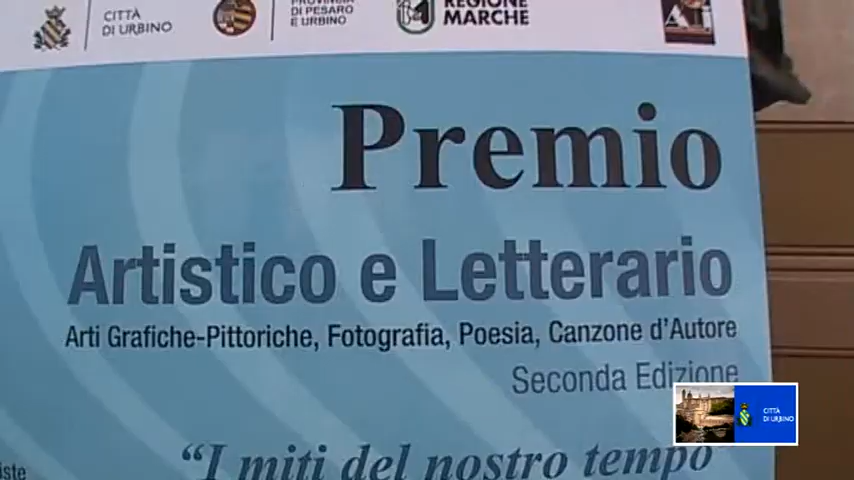 CITTÀ
DI URBINO
PROVINCIA
DI PESARO
E URBINO
REGIONE
MARCHE
Premio
Artistico e Letterario
Arti Grafiche-Pittoriche, Fotografia, Poesia, Canzone d'Autore
Seconda Edizione
"I miti del nostro tempo"
iste
CITTÀ
DI URBINO